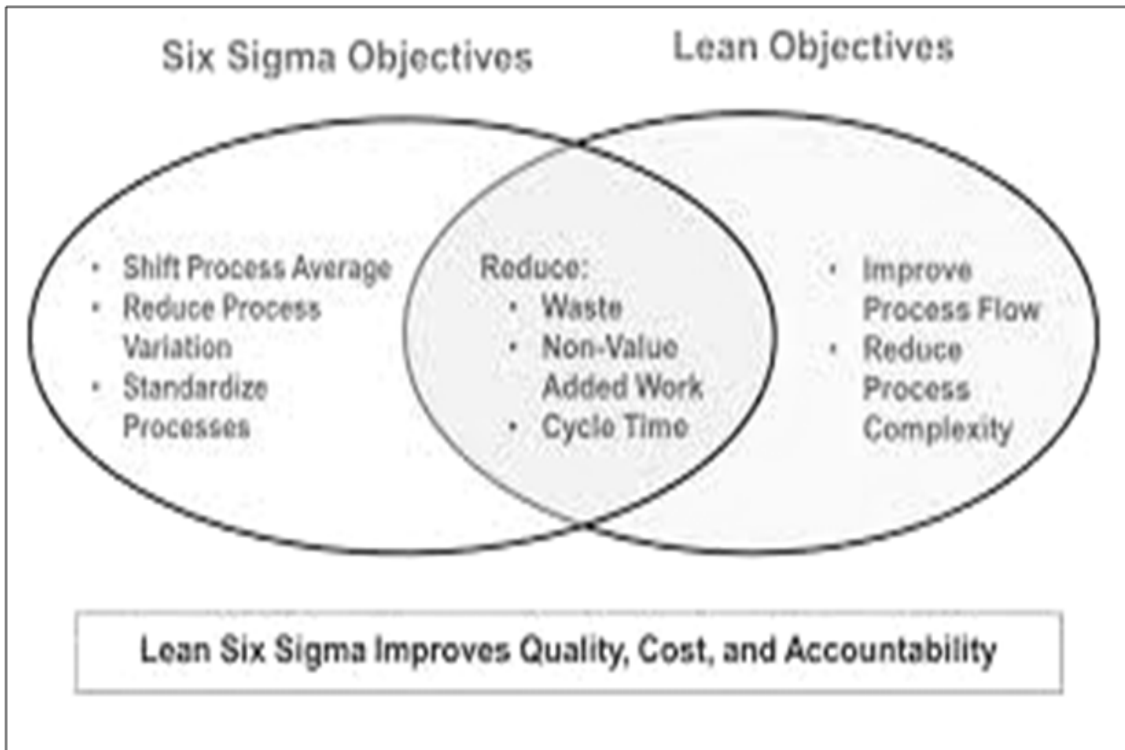 Six Sigma Objectives
Lean Objectives
• Shift Process Average
• Reduce Process
Variation
• Standardize
Processes
Reduce:
• Waste
• Non-Value
Added Work
• Cycle Time
• Improve
Process Flow
• Reduce
Process
Complexity
Lean Six Sigma Improves Quality, Cost, and Accountability